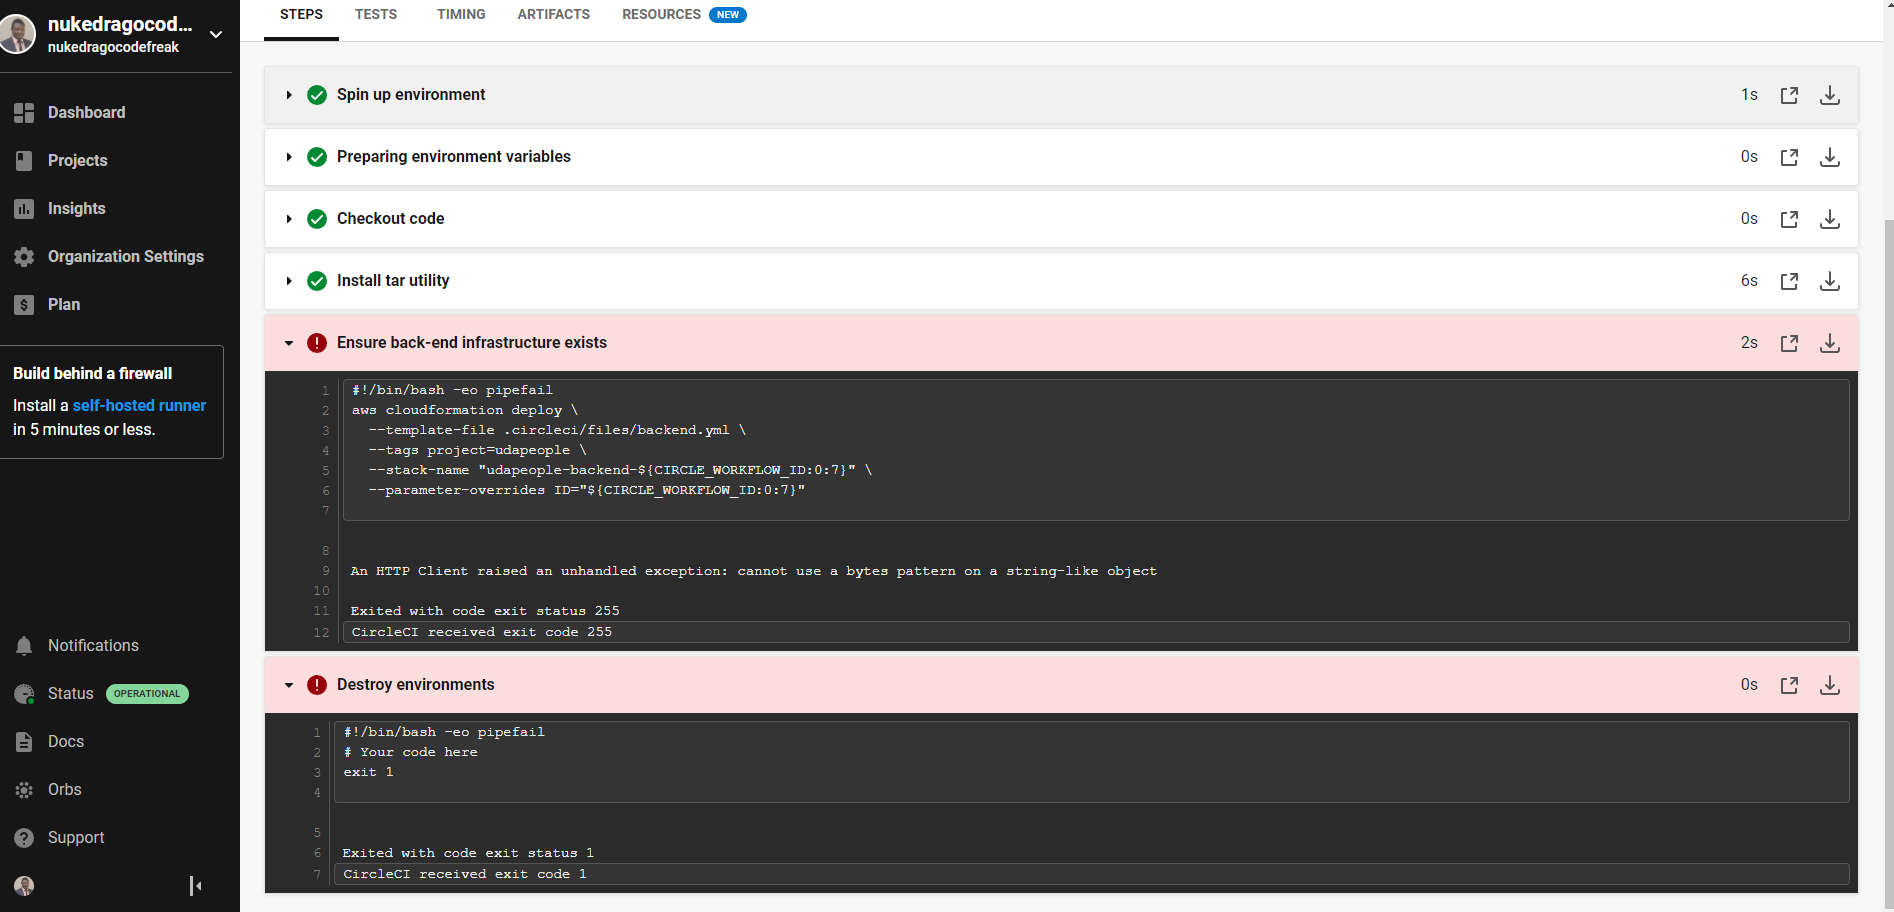 nukedragocod...
nukedragocodefreak
Dashboard
Projects
Insights
Organization Settings
Plan
Build behind a firewall
Install a self-hosted runner
in 5 minutes or less.
Notifications
Status OPERATIONAL
Docs
Orbs
Support
STEPS TESTS TIMING ARTIFACTS RESOURCES NEW
Spin up environment 1s
Preparing environment variables 0s
Checkout code 0s
Install tar utility 6s
Ensure back-end infrastructure exists 2s
1 #!/bin/bash -eo pipefail
2 aws cloudformation deploy \
3   --template-file .circleci/files/backend.yml \
4   --tags project=udapeople \
5   --stack-name "udapeople-backend-${CIRCLE_WORKFLOW_ID:0:7}" \
6   --parameter-overrides ID="${CIRCLE_WORKFLOW_ID:0:7}"
7
8
9 An HTTP Client raised an unhandled exception: cannot use a bytes pattern on a string-like object
10
11 Exited with code exit status 255
12 CircleCI received exit code 255
Destroy environments 0s
1 #!/bin/bash -eo pipefail
2 # Your code here
3 exit 1
4
5
6 Exited with code exit status 1
7 CircleCI received exit code 1